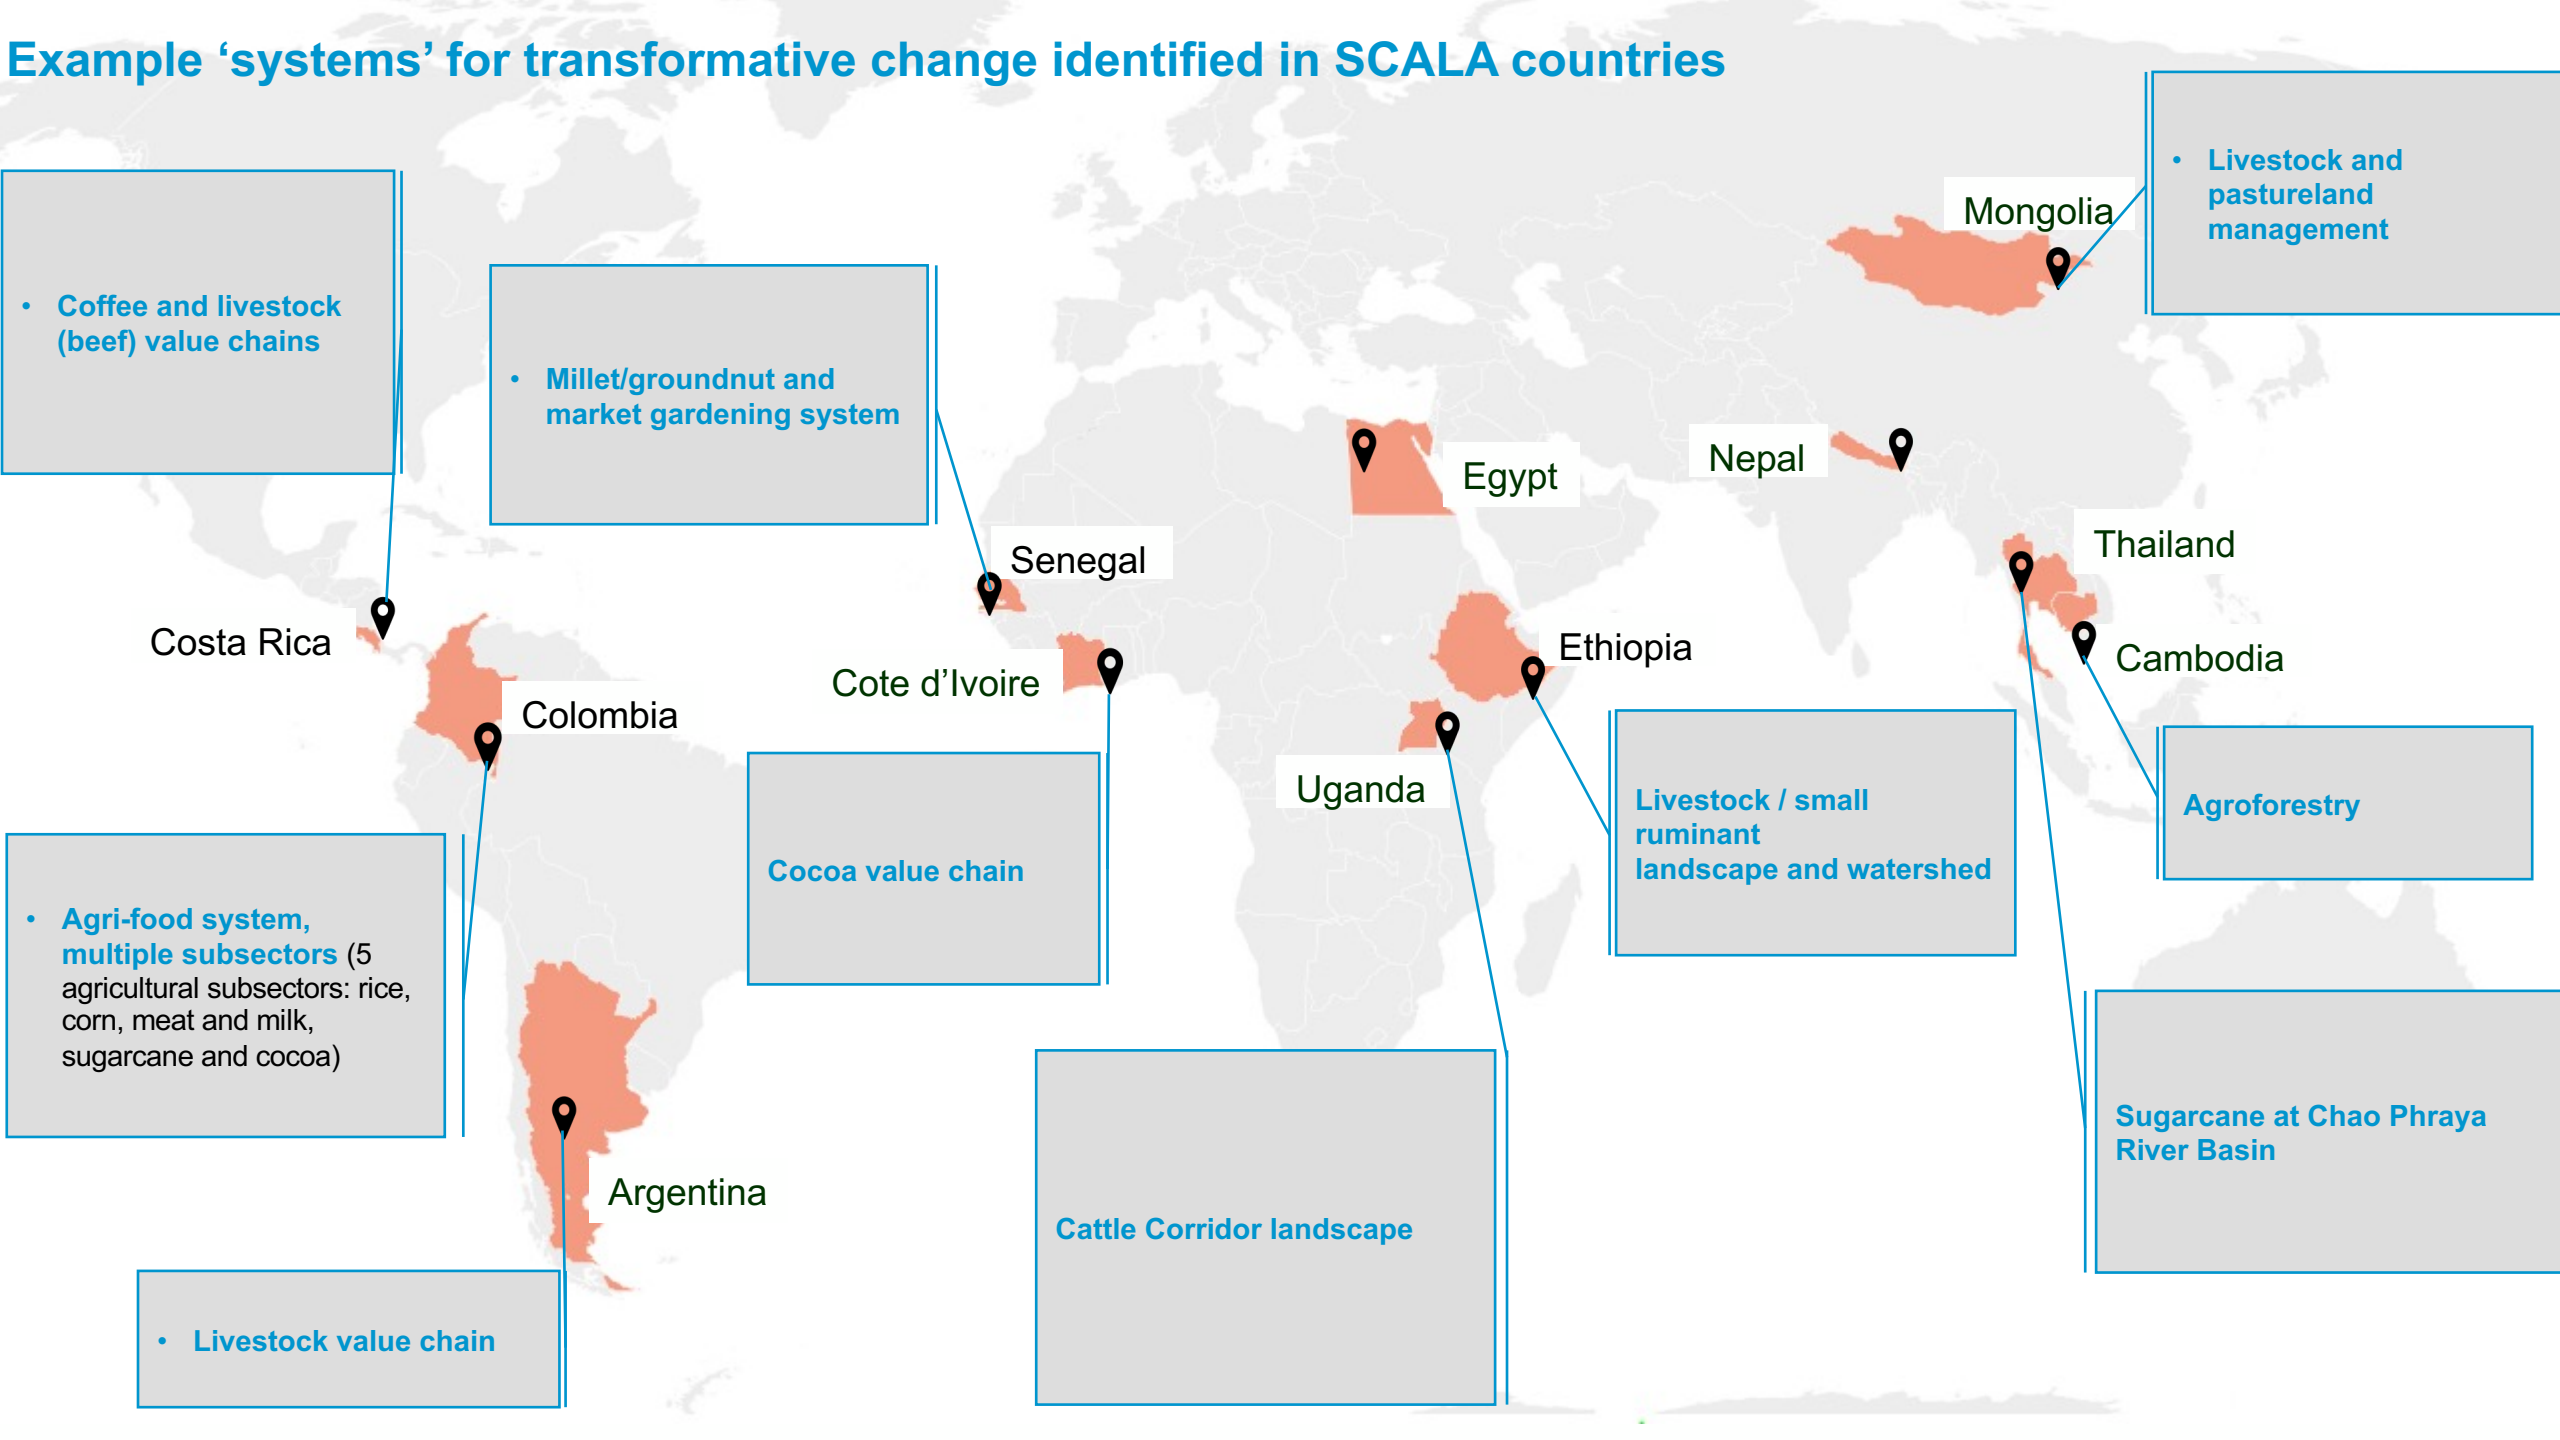 Example ‘systems’ for transformative change identified in SCALA countries
• Livestock and
pastureland
management
Mongolia
• Coffee and livestock
(beef) value chains
• Millet/groundnut and
market gardening system
Nepal
Egypt
Thailand
Senegal
Costa Rica
Ethiopia
Cambodia
Cote d’Ivoire
Colombia
Uganda
Livestock / small
ruminant
landscape and watershed
Agroforestry
Cocoa value chain
• Agri-food system,
multiple subsectors (5
agricultural subsectors: rice,
corn, meat and milk,
sugarcane and cocoa)
Sugarcane at Chao Phraya
River Basin
Argentina
Cattle Corridor landscape
• Livestock value chain